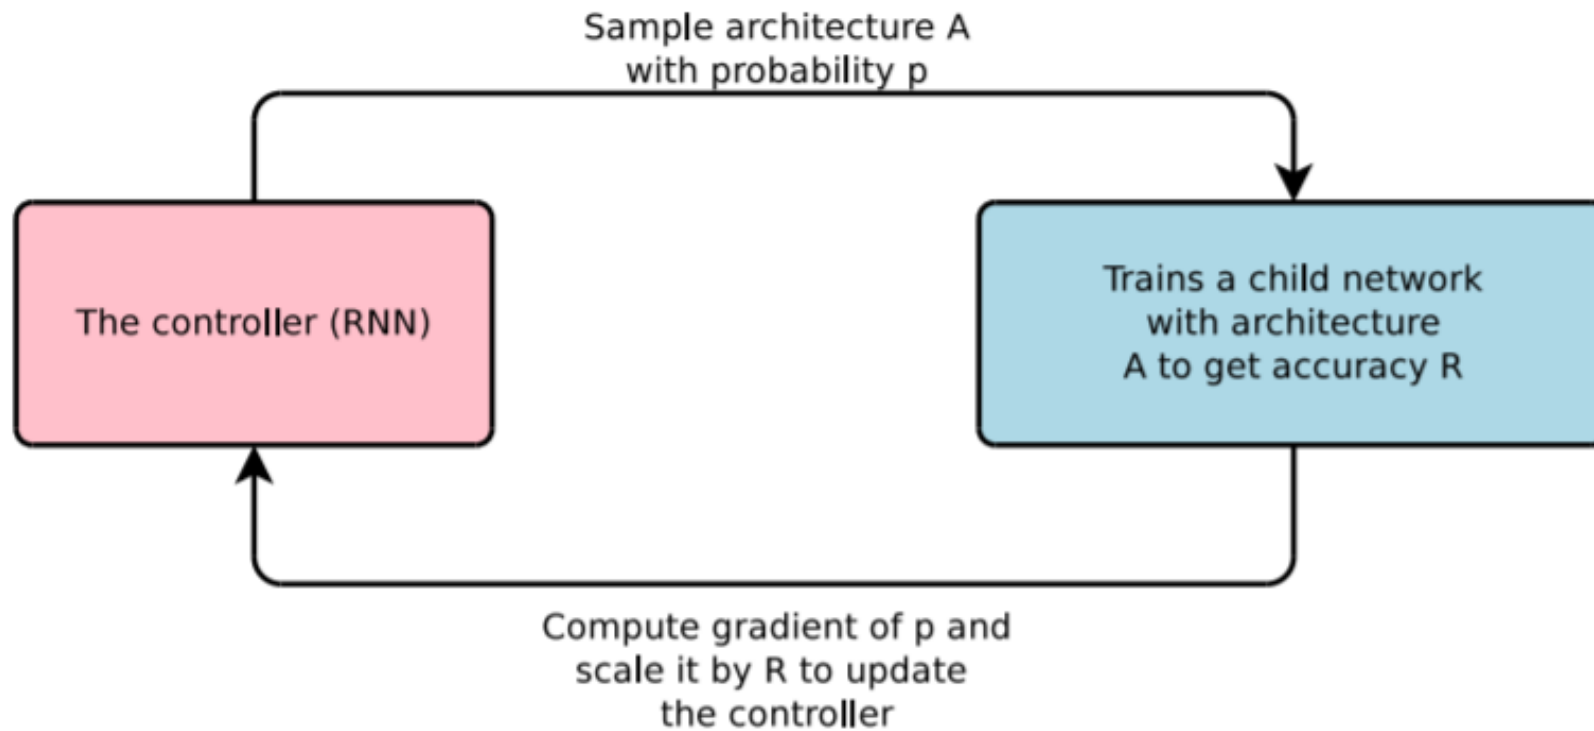 Sample architecture A
with probability p
The controller (RNN)
Trains a child network
with architecture
A to get accuracy R
Compute gradient of p and
scale it by R to update
the controller